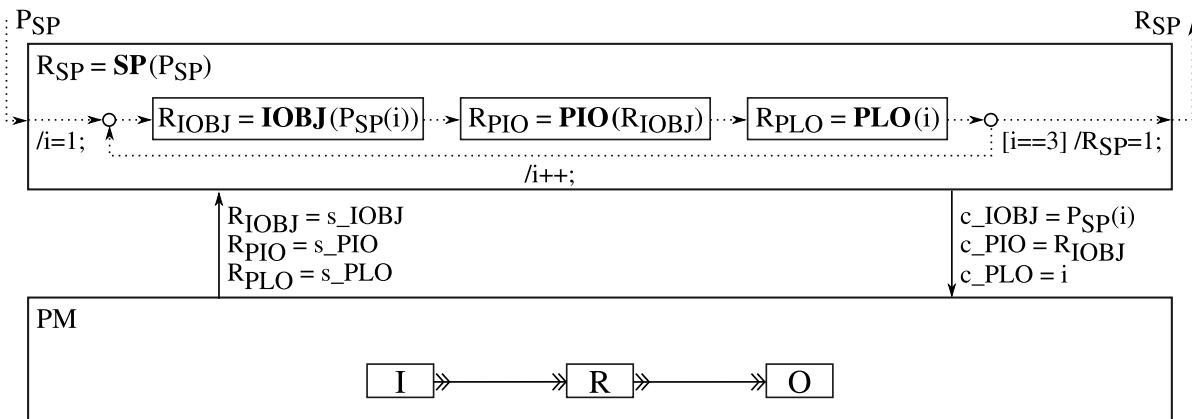 P_SP R_SP
R_SP = SP(P_SP)
R_IOBJ = IOBJ(P_SP(i)) R_PIO = PIO(R_IOBJ) R_PLO = PLO(i)
/i=1; [i==3] /R_SP=1;
/i++;
R_IOBJ = s_IOBJ c_IOBJ = P_SP(i)
R_PIO = s_PIO c_PIO = R_IOBJ
R_PLO = s_PLO c_PLO = i
PM
I R O